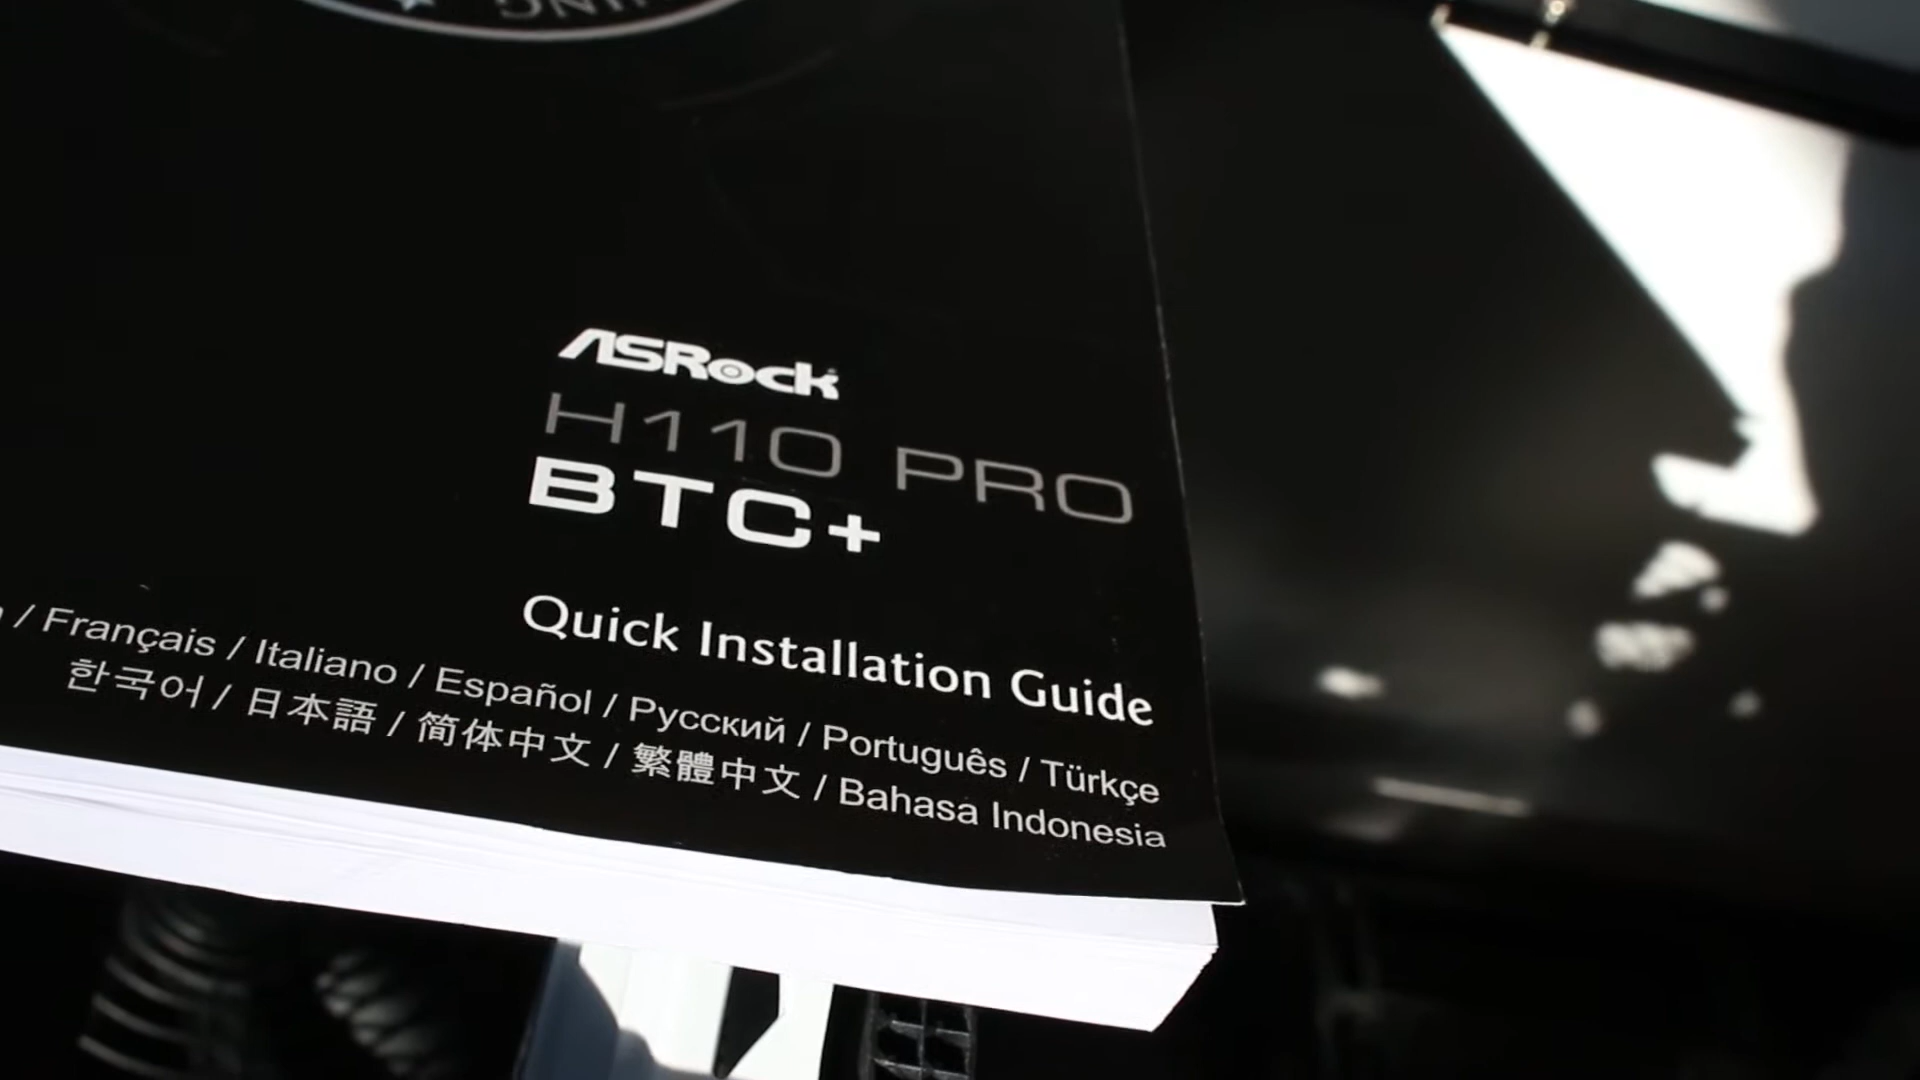 ASRock
H110 PRO
BTC+
Quick Installation Guide
/ Français / Italiano / Español / Русский / Português / Türkçe
한국어 / 日本語 / 简体中文 / 繁體中文 / Bahasa Indonesia